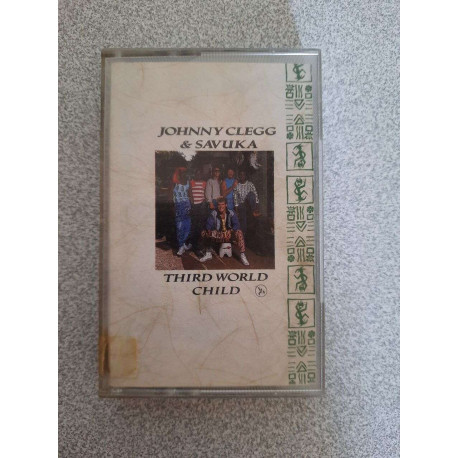 JOHNNY CLEGG
& SAVUKA
THIRD WORLD
CHILD